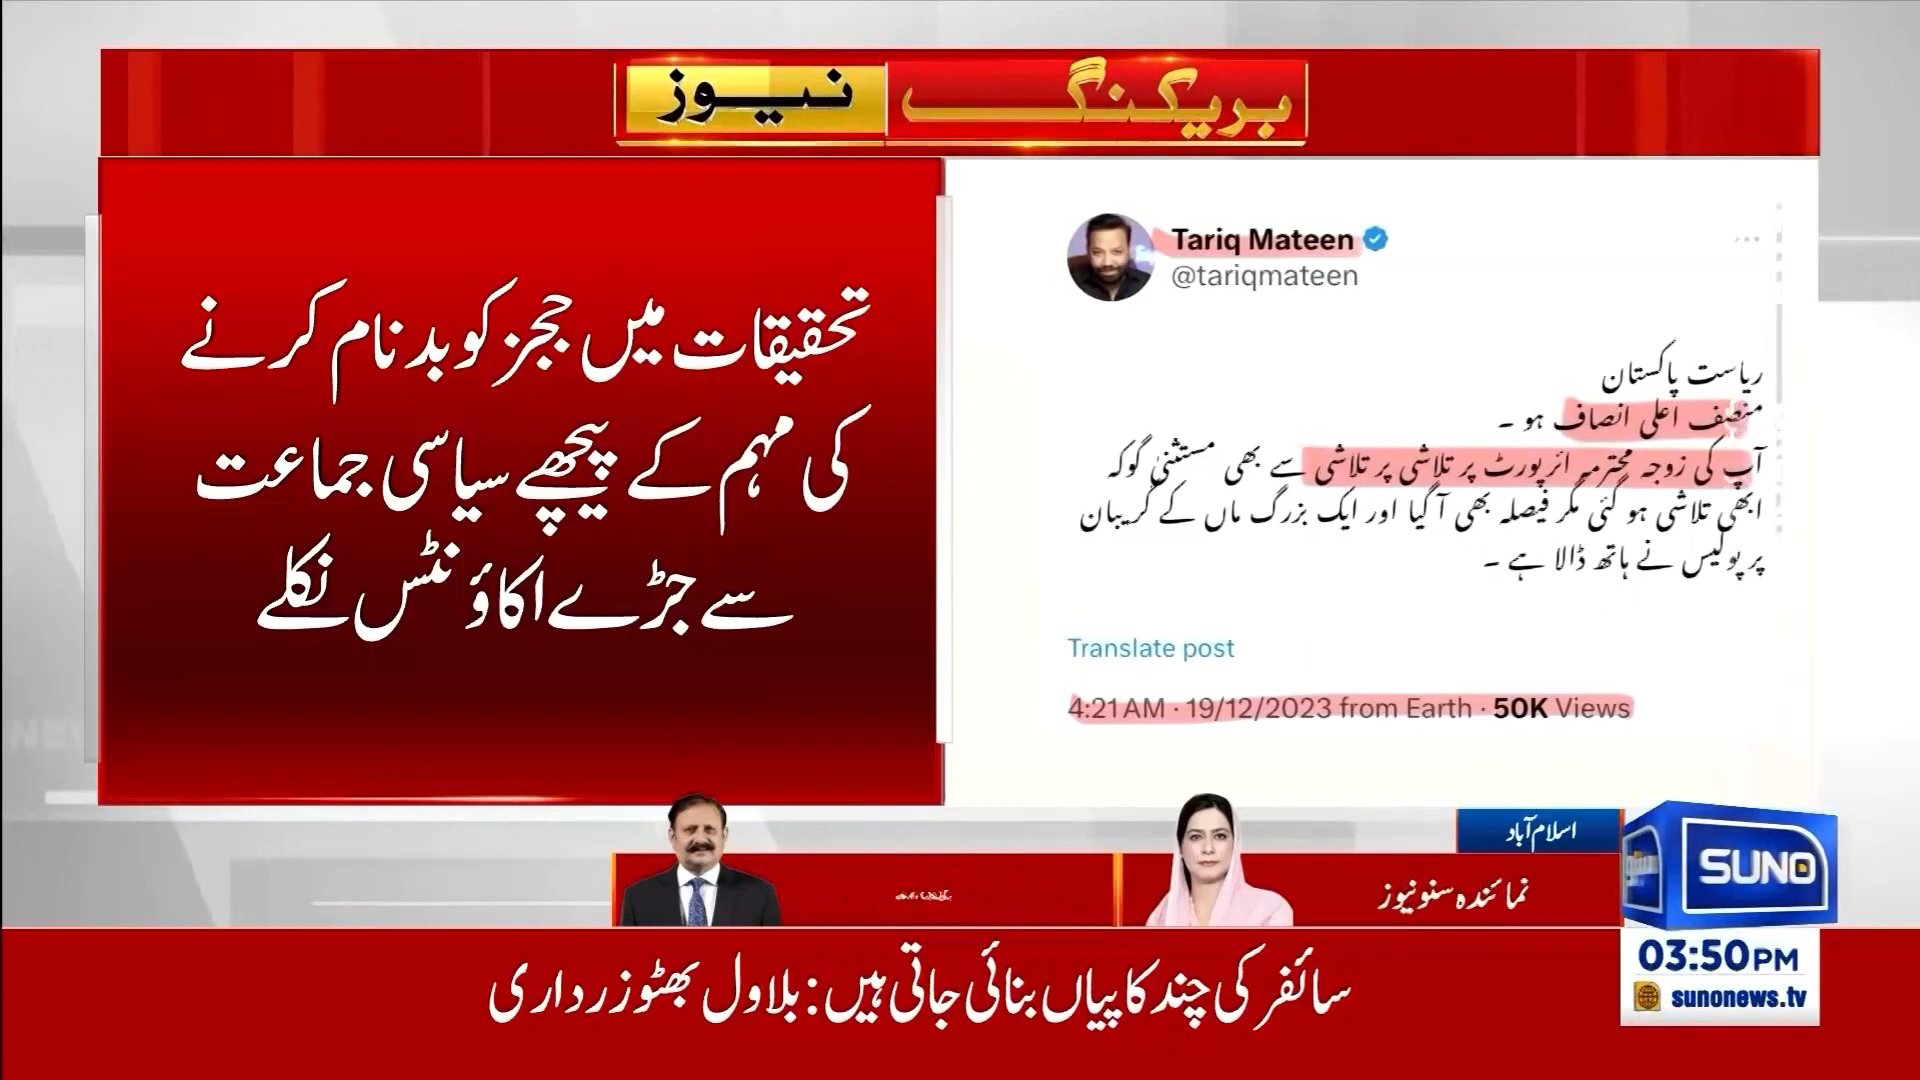 بریکنگ نیوز
تحقیقات میں ججز کو بدنام کرنے
کی مہم کے پیچھے سیاسی جماعت
سے جڑے اکاؤنٹس نکلے
Tariq Mateen
@tariqmateen
ریاست پاکستان
منصف اعلی انصاف ہو ۔
آپ کی زوجہ محترمہ ائرپورٹ پر تلاشی پر تلاشی سے بھی مستثنیٰ گوکہ
ابھی تلاشی ہو گئی مگر فیصلہ بھی آ گیا اور ایک بزرگ ماں کے گریبان
پر پولیس نے ہاتھ ڈالا ہے ۔
Translate post
4:21 AM · 19/12/2023 from Earth · 50K Views
اسلام آباد
نمائندہ سنو نیوز
SUNO
سائفر کی چند کاپیاں بنائی جاتی ہیں: بلاول بھٹو زرداری
03:50 PM
sunonews.tv